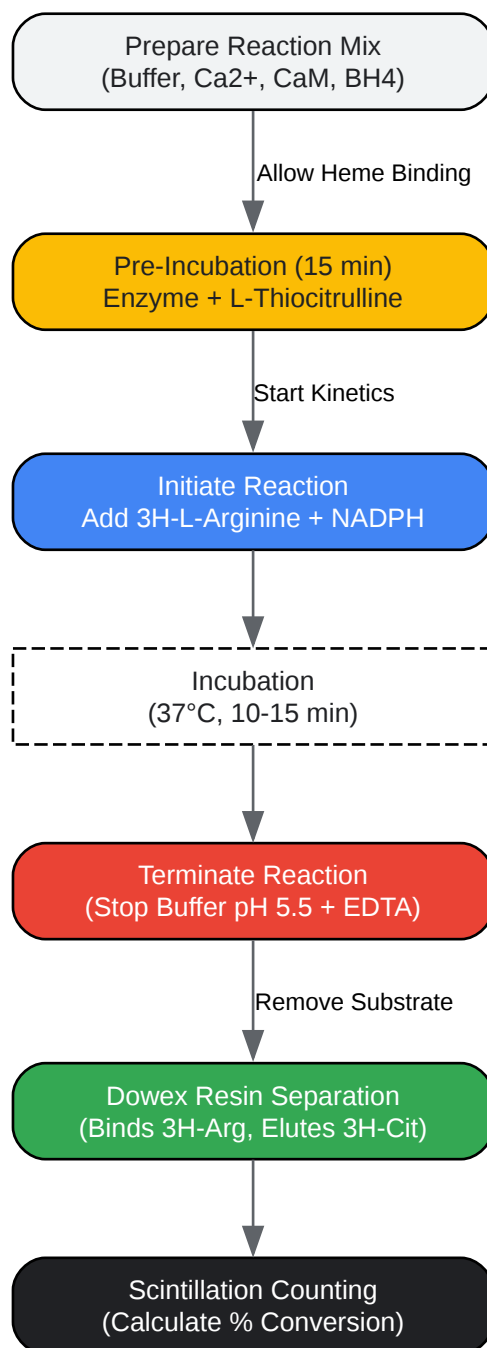 Prepare Reaction Mix
(Buffer, Ca2+, CaM, BH4)
Allow Heme Binding
Pre-Incubation (15 min)
Enzyme + L-Thiocitrulline
Start Kinetics
Initiate Reaction
Add 3H-L-Arginine + NADPH
Incubation
(37°C, 10-15 min)
Terminate Reaction
(Stop Buffer pH 5.5 + EDTA)
Remove Substrate
Dowex Resin Separation
(Binds 3H-Arg, Elutes 3H-Cit)
Scintillation Counting
(Calculate % Conversion)